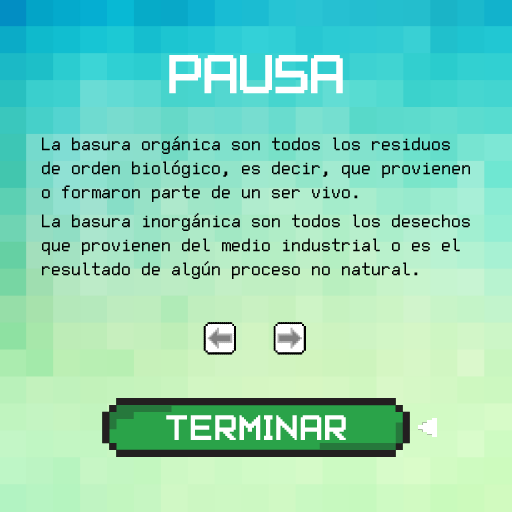 PAUSA
La basura orgánica son todos los residuos
de orden biológico, es decir, que provienen
o formaron parte de un ser vivo.
La basura inorgánica son todos los desechos
que provienen del medio industrial o es el
resultado de algún proceso no natural.
TERMINAR